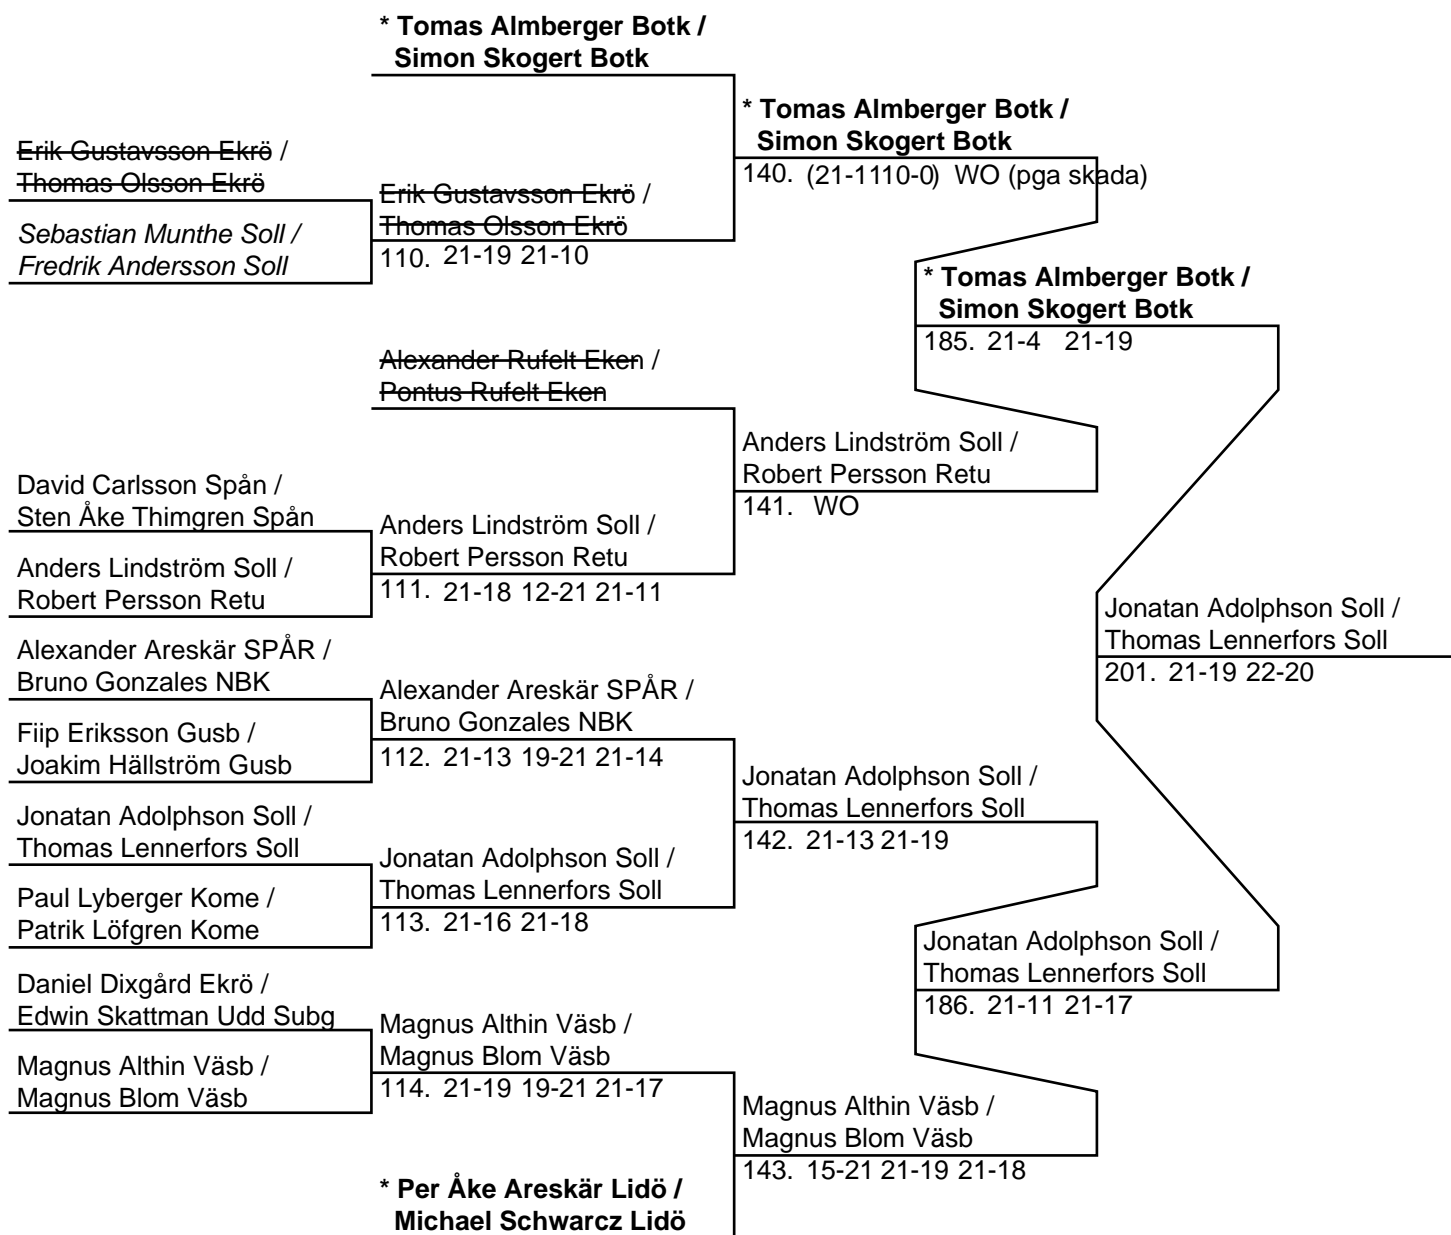 * Tomas Almberger Botk /
Simon Skogert Botk
Erik Gustavsson Ekrö /
Thomas Olsson Ekrö
Sebastian Munthe Soll /
Fredrik Andersson Soll
David Carlsson Spån /
Sten Åke Thimgren Spån
Anders Lindström Soll /
Robert Persson Retu
Alexander Areskär SPÅR /
Bruno Gonzales NBK
Fiip Eriksson Gusb /
Joakim Hällström Gusb
Jonatan Adolphson Soll /
Thomas Lennerfors Soll
Paul Lyberger Kome /
Patrik Löfgren Kome
Daniel Dixgård Ekrö /
Edwin Skattman Udd Subg
Magnus Althin Väsb /
Magnus Blom Väsb
Erik Gustavsson Ekrö /
Thomas Olsson Ekrö
110. 21-19 21-10
Alexander Rufelt Eken /
Pontus Rufelt Eken
Anders Lindström Soll /
Robert Persson Retu
111. 21-18 12-21 21-11
Alexander Areskär SPÅR /
Bruno Gonzales NBK
112. 21-13 19-21 21-14
Jonatan Adolphson Soll /
Thomas Lennerfors Soll
113. 21-16 21-18
Magnus Althin Väsb /
Magnus Blom Väsb
114. 21-19 19-21 21-17
* Per Åke Areskär Lidö /
Michael Schwarcz Lidö
* Tomas Almberger Botk /
Simon Skogert Botk
140. (21-1110-0) WO (pga skada)
Anders Lindström Soll /
Robert Persson Retu
141. WO
Jonatan Adolphson Soll /
Thomas Lennerfors Soll
142. 21-13 21-19
Magnus Althin Väsb /
Magnus Blom Väsb
143. 15-21 21-19 21-18
* Tomas Almberger Botk /
Simon Skogert Botk
185. 21-4 21-19
Jonatan Adolphson Soll /
Thomas Lennerfors Soll
186. 21-11 21-17
Jonatan Adolphson Soll /
Thomas Lennerfors Soll
201. 21-19 22-20